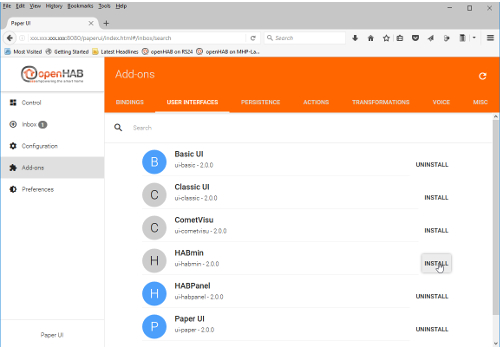 File Edit View History Bookmarks Tools Help
Paper UI
xxx.xxx.xxx.xxx:8080/paperui/index.html#/inbox/search
Search
Most Visited Getting Started Latest Headlines openHAB on RS24 openHAB on MHP-La...
openHAB
empowering the smart home
Add-ons
BINDINGS USER INTERFACES PERSISTENCE ACTIONS TRANSFORMATIONS VOICE MISC
Control
Inbox 1
Configuration
Add-ons
Preferences
Paper UI
Search
B
Basic UI
ui-basic - 2.0.0
UNINSTALL
C
Classic UI
ui-classic - 2.0.0
INSTALL
C
CometVisu
ui-cometvisu - 2.0.0
INSTALL
H
HABmin
ui-habmin - 2.0.0
INSTALL
H
HABPanel
ui-habpanel - 2.0.0
UNINSTALL
P
Paper UI
ui-paper - 2.0.0
UNINSTALL